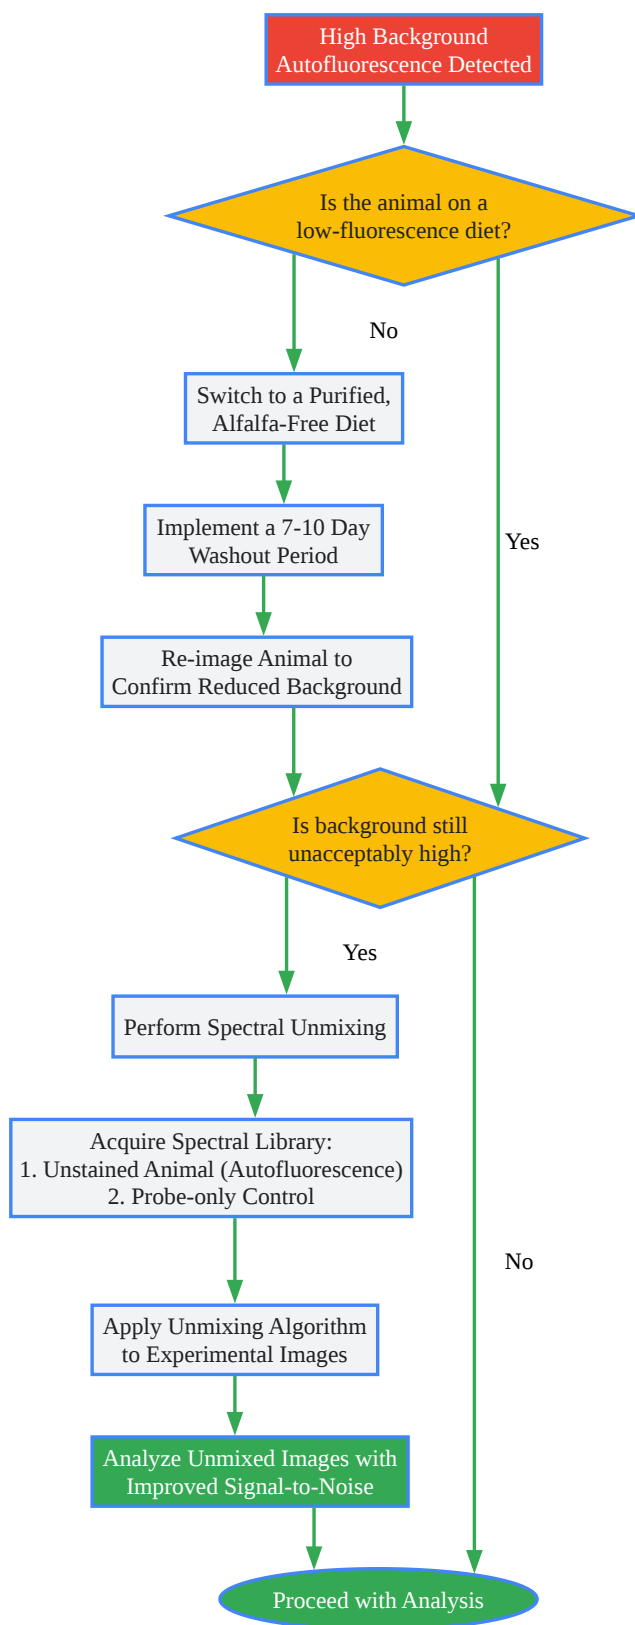 High Background
Autofluorescence Detected
Is the animal on a
low-fluorescence diet?
No
Switch to a Purified,
Alfalfa-Free Diet
Implement a 7-10 Day
Washout Period
Yes
Re-image Animal to
Confirm Reduced Background
Is background still
unacceptably high?
Yes
Perform Spectral Unmixing
Acquire Spectral Library:
1. Unstained Animal (Autofluorescence)
2. Probe-only Control
No
Apply Unmixing Algorithm
to Experimental Images
Analyze Unmixed Images with
Improved Signal-to-Noise
Proceed with Analysis